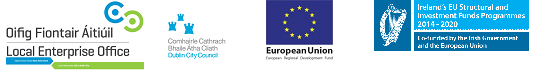 Oifig Fiontair Áitiúil
Local Enterprise Office
Comhairle Cathrach
Bhaile Átha Cliath
Dublin City Council
European Union
European Regional Development Fund
Ireland's EU Structural and
Investment Funds Programmes
2014 - 2020
Co-funded by the Irish Government
and the European Union